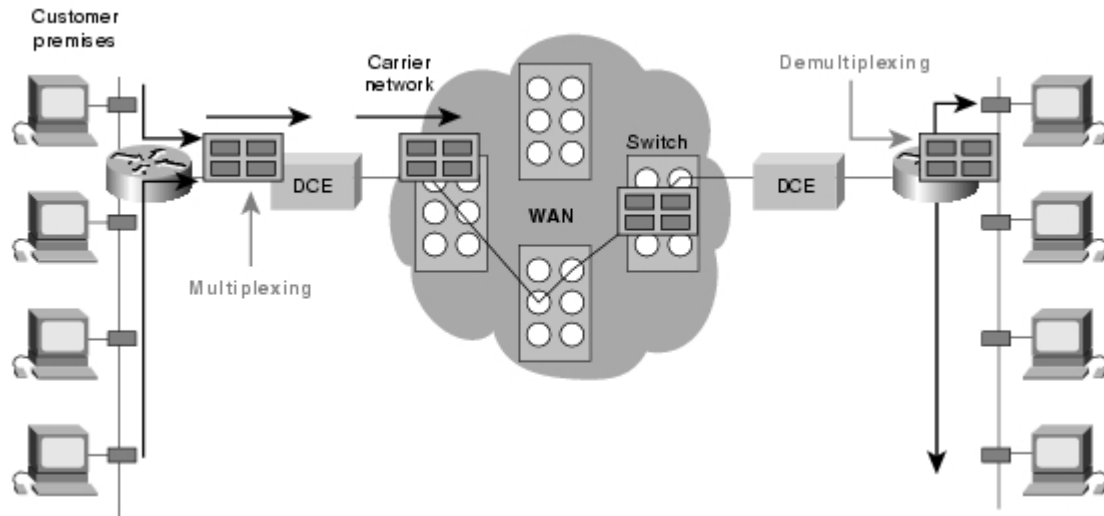 Customer
premises
Carrier
network
Demultiplexing
Switch
DCE
DCE
WAN
Multiplexing